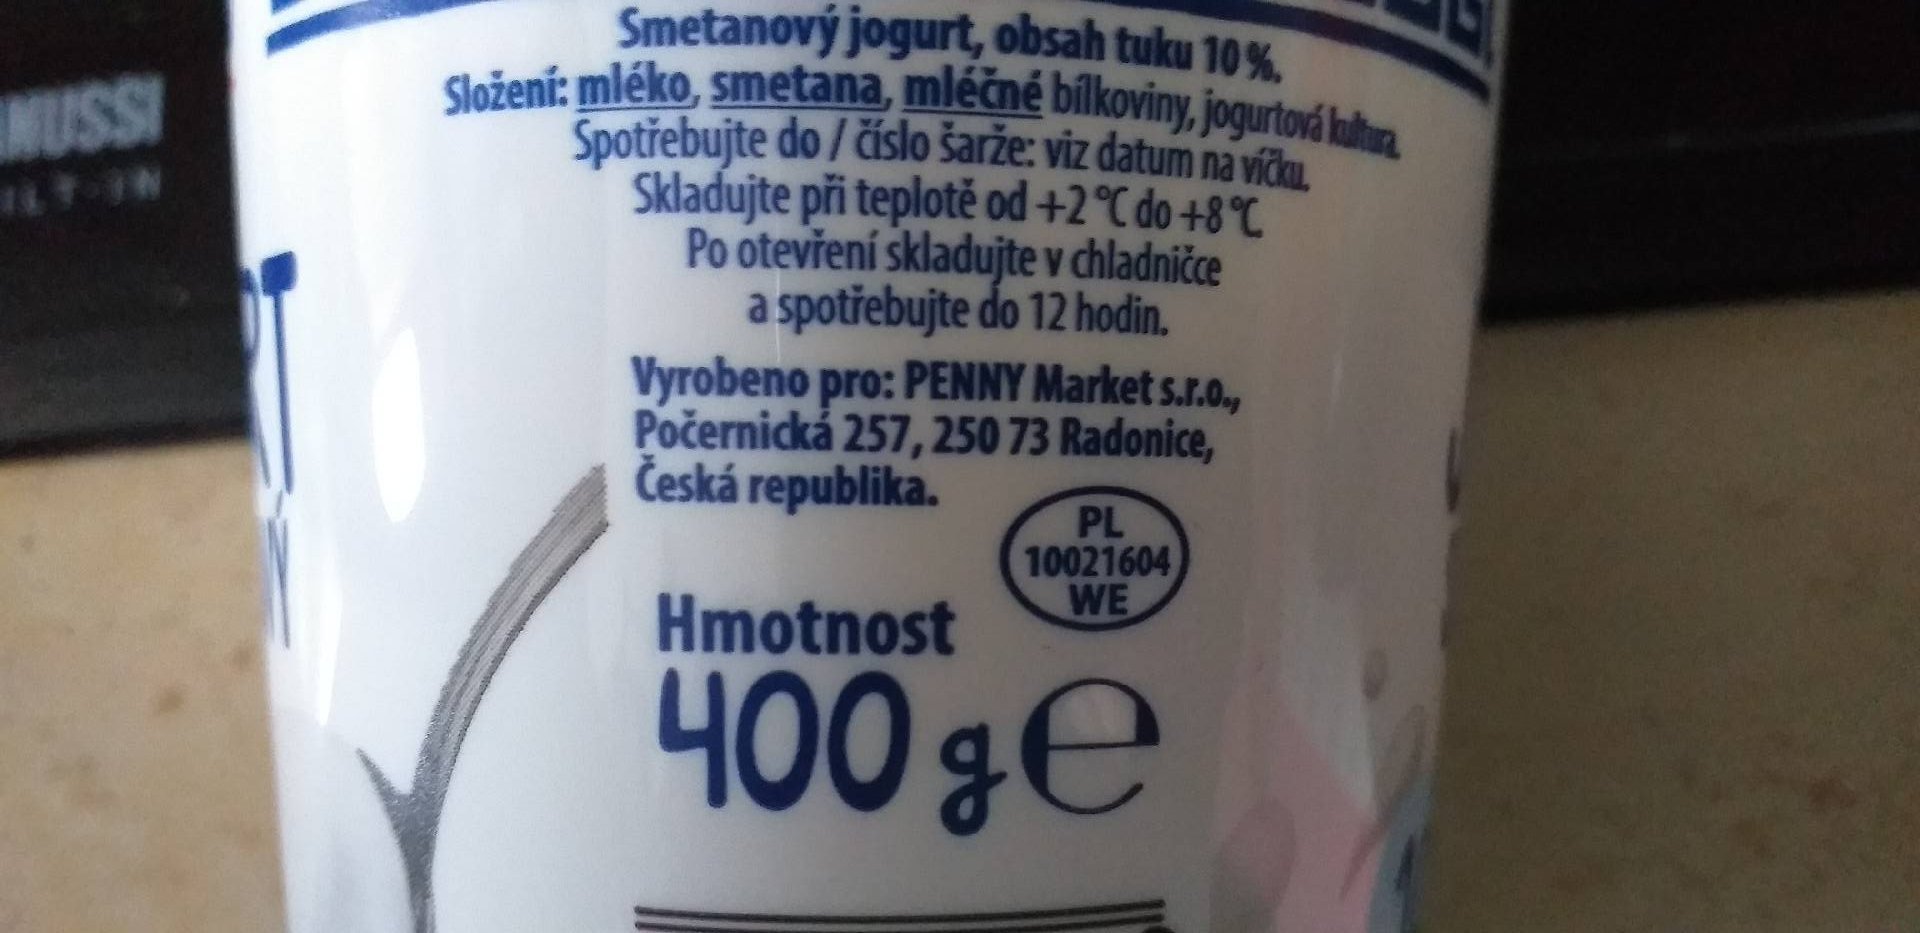 Smetanový jogurt, obsah tuku 10 %.
Složení: mléko, smetana, mléčné bílkoviny, jogurtová kultura.
Spotřebujte do / číslo šarže: viz datum na víčku.
Skladujte při teplotě od +2 °C do +8 °C
Po otevření skladujte v chladničce
a spotřebujte do 12 hodin.
Vyrobeno pro: PENNY Market s.r.o.,
Počernická 257, 250 73 Radonice,
Česká republika.
PL
10021604
WE
Hmotnost
400 g e